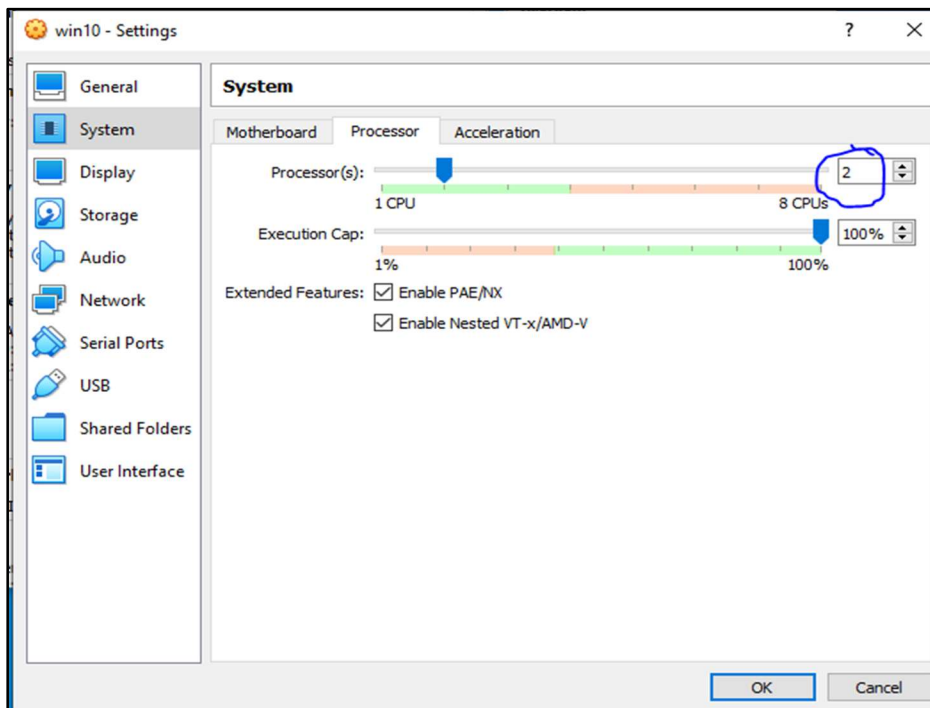 win10 - Settings ?
General
System
Display
Storage
Audio
Network
Serial Ports
USB
Shared Folders
User Interface
System
Motherboard Processor Acceleration
Processor(s): 2
1 CPU 8 CPUs
Execution Cap: 100%
1% 100%
Extended Features: Enable PAE/NX
Enable Nested VT-x/AMD-V
OK Cancel